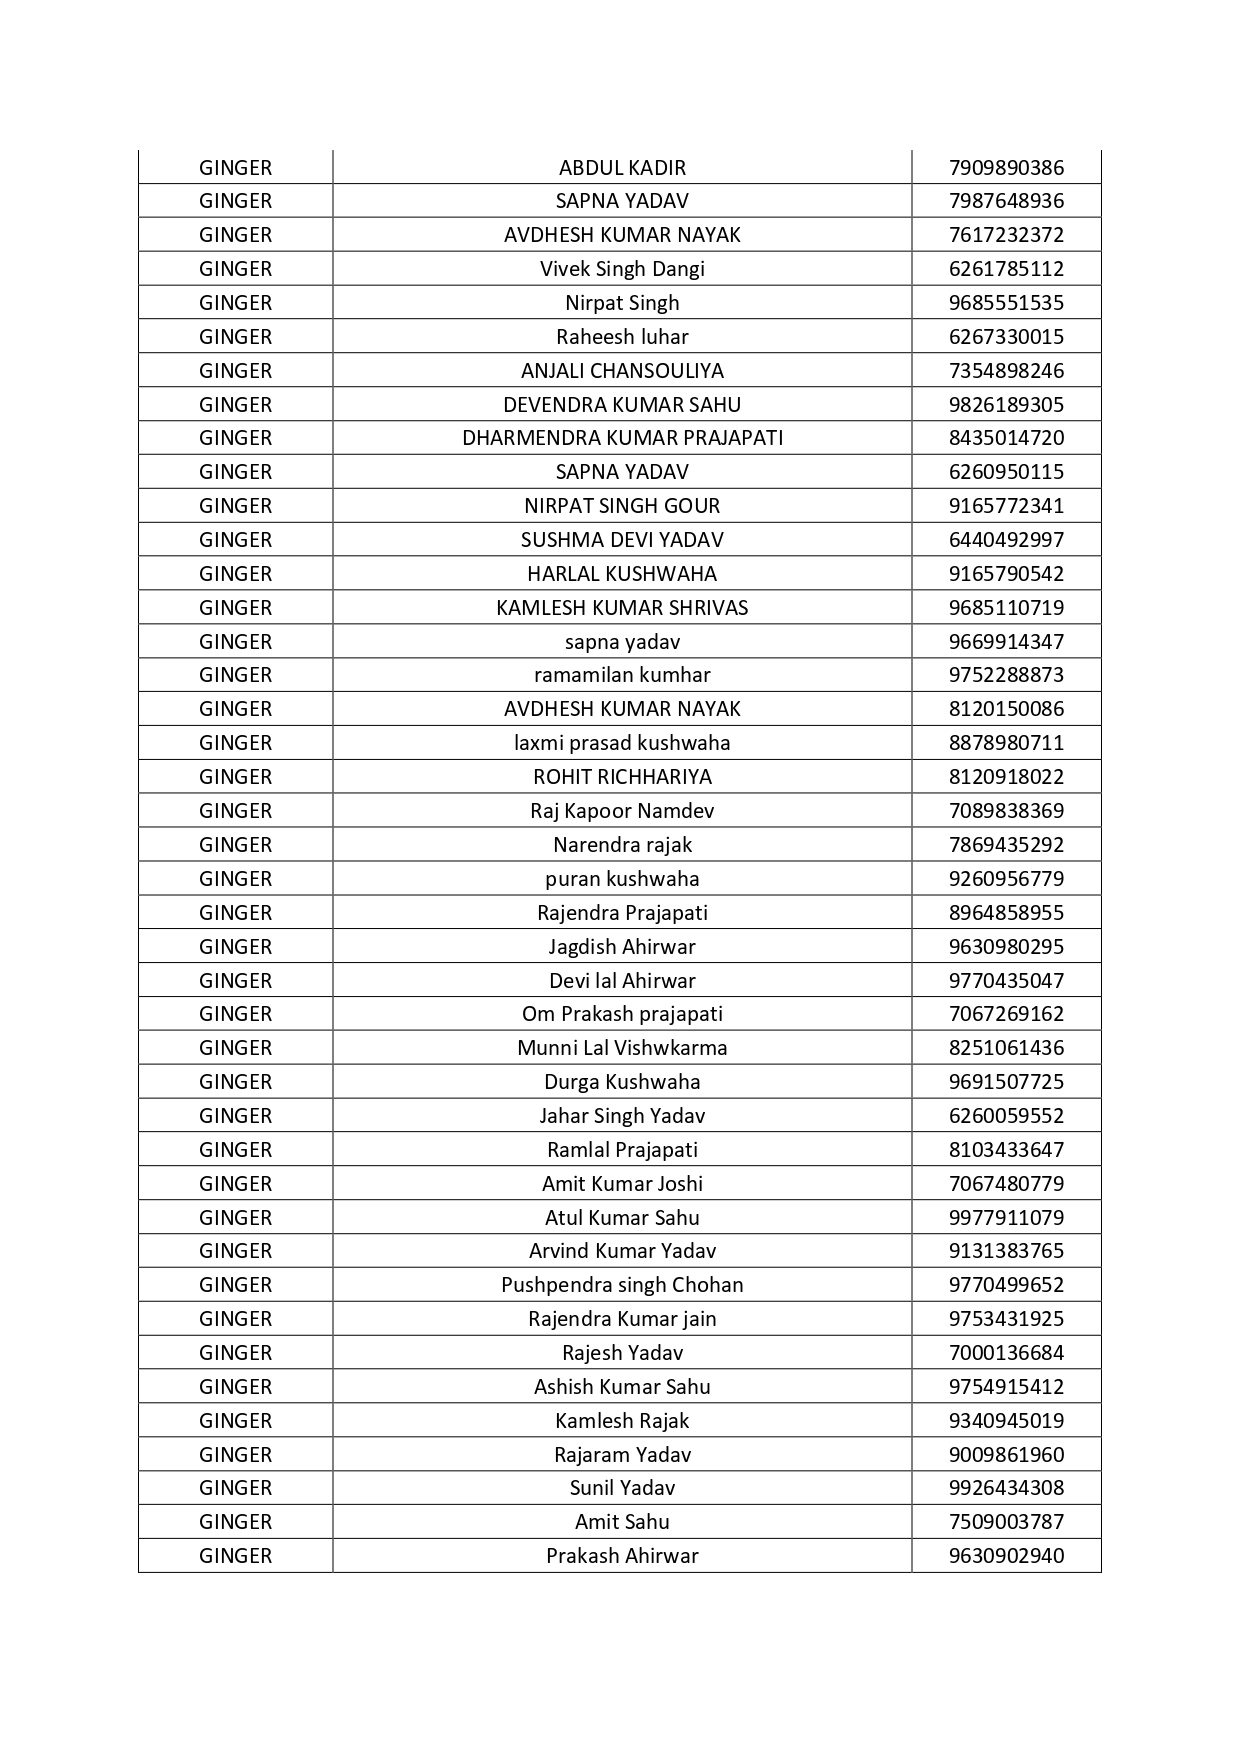 GINGER ABDUL KADIR 7909890386
GINGER SAPNA YADAV 7987648936
GINGER AVDHESH KUMAR NAYAK 7617232372
GINGER Vivek Singh Dangi 6261785112
GINGER Nirpat Singh 9685551535
GINGER Raheesh luhar 6267330015
GINGER ANJALI CHANSOULIYA 7354898246
GINGER DEVENDRA KUMAR SAHU 9826189305
GINGER DHARMENDRA KUMAR PRAJAPATI 8435014720
GINGER SAPNA YADAV 6260950115
GINGER NIRPAT SINGH GOUR 9165772341
GINGER SUSHMA DEVI YADAV 6440492997
GINGER HARLAL KUSHWAHA 9165790542
GINGER KAMLESH KUMAR SHRIVAS 9685110719
GINGER sapna yadav 9669914347
GINGER ramamilan kumhar 9752288873
GINGER AVDHESH KUMAR NAYAK 8120150086
GINGER laxmi prasad kushwaha 8878980711
GINGER ROHIT RICHHARIYA 8120918022
GINGER Raj Kapoor Namdev 7089838369
GINGER Narendra rajak 7869435292
GINGER puran kushwaha 9260956779
GINGER Rajendra Prajapati 8964858955
GINGER Jagdish Ahirwar 9630980295
GINGER Devi lal Ahirwar 9770435047
GINGER Om Prakash prajapati 7067269162
GINGER Munni Lal Vishwkarma 8251061436
GINGER Durga Kushwaha 9691507725
GINGER Jahar Singh Yadav 6260059552
GINGER Ramlal Prajapati 8103433647
GINGER Amit Kumar Joshi 7067480779
GINGER Atul Kumar Sahu 9977911079
GINGER Arvind Kumar Yadav 9131383765
GINGER Pushpendra singh Chohan 9770499652
GINGER Rajendra Kumar jain 9753431925
GINGER Rajesh Yadav 7000136684
GINGER Ashish Kumar Sahu 9754915412
GINGER Kamlesh Rajak 9340945019
GINGER Rajaram Yadav 9009861960
GINGER Sunil Yadav 9926434308
GINGER Amit Sahu 7509003787
GINGER Prakash Ahirwar 9630902940